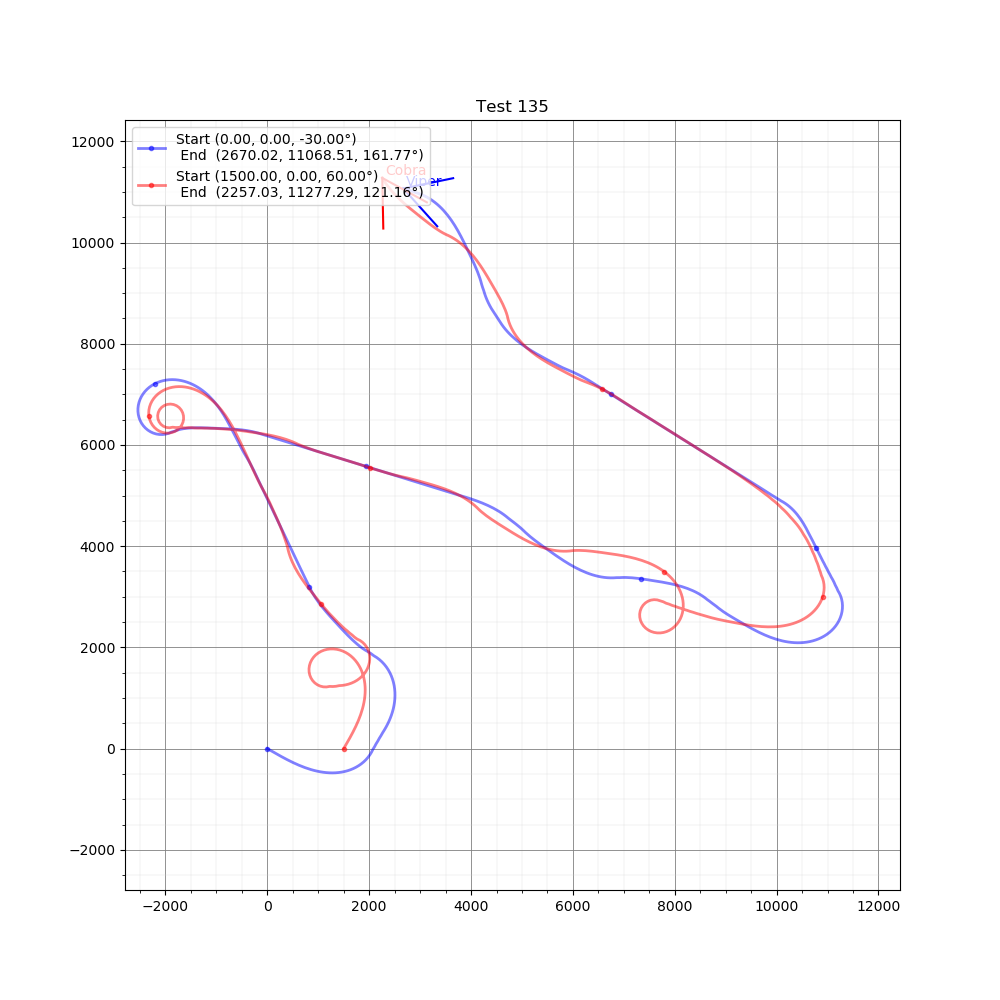 Test 135
Start (0.00, 0.00, -30.00°)
End (2670.02, 11068.51, 161.77°)
Start (1500.00, 0.00, 60.00°)
End (2257.03, 11277.29, 121.16°)
Cobra
Viper
12000
10000
8000
6000
4000
2000
0
−2000
−2000 0 2000 4000 6000 8000 10000 12000